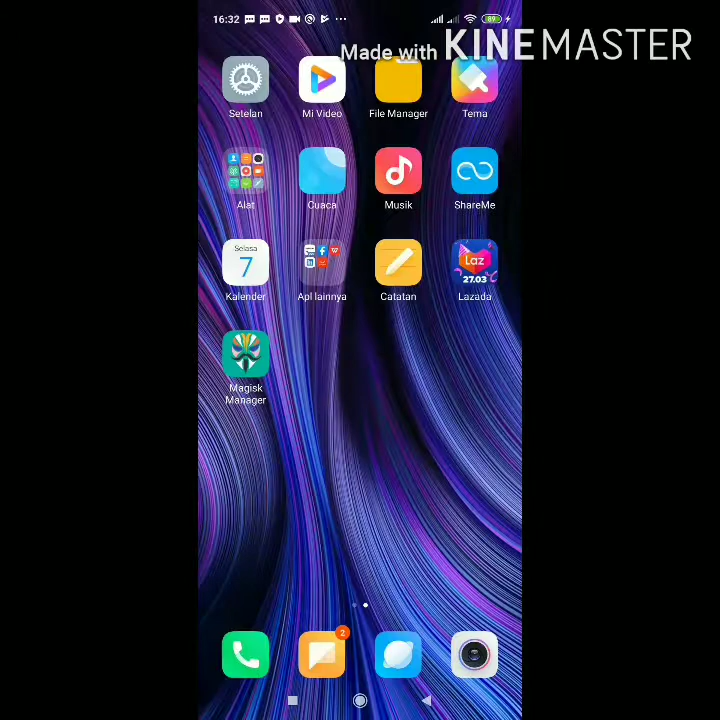 16:32
89
Made with KINEMASTER
Setelan
Mi Video
File Manager
Tema
Alat
Cuaca
Musik
ShareMe
Selasa
7
Kalender
Apl lainnya
Catatan
Laz
27.03
Lazada
Magisk
Manager
2